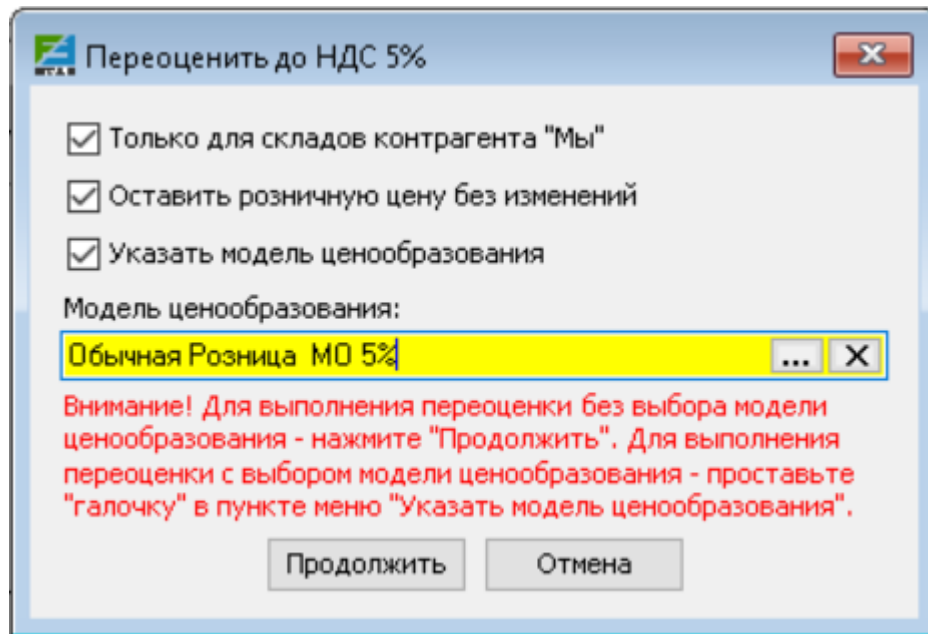 Переоценить до НДС 5%
Только для складов контрагента "Мы"
Оставить розничную цену без изменений
Указать модель ценообразования
Модель ценообразования:
Обычная Розница МО 5%
...
Внимание! Для выполнения переоценки без выбора модели
ценообразования - нажмите "Продолжить". Для выполнения
переоценки с выбором модели ценообразования - проставьте
"галочку" в пункте меню "Указать модель ценообразования".
Продолжить Отмена